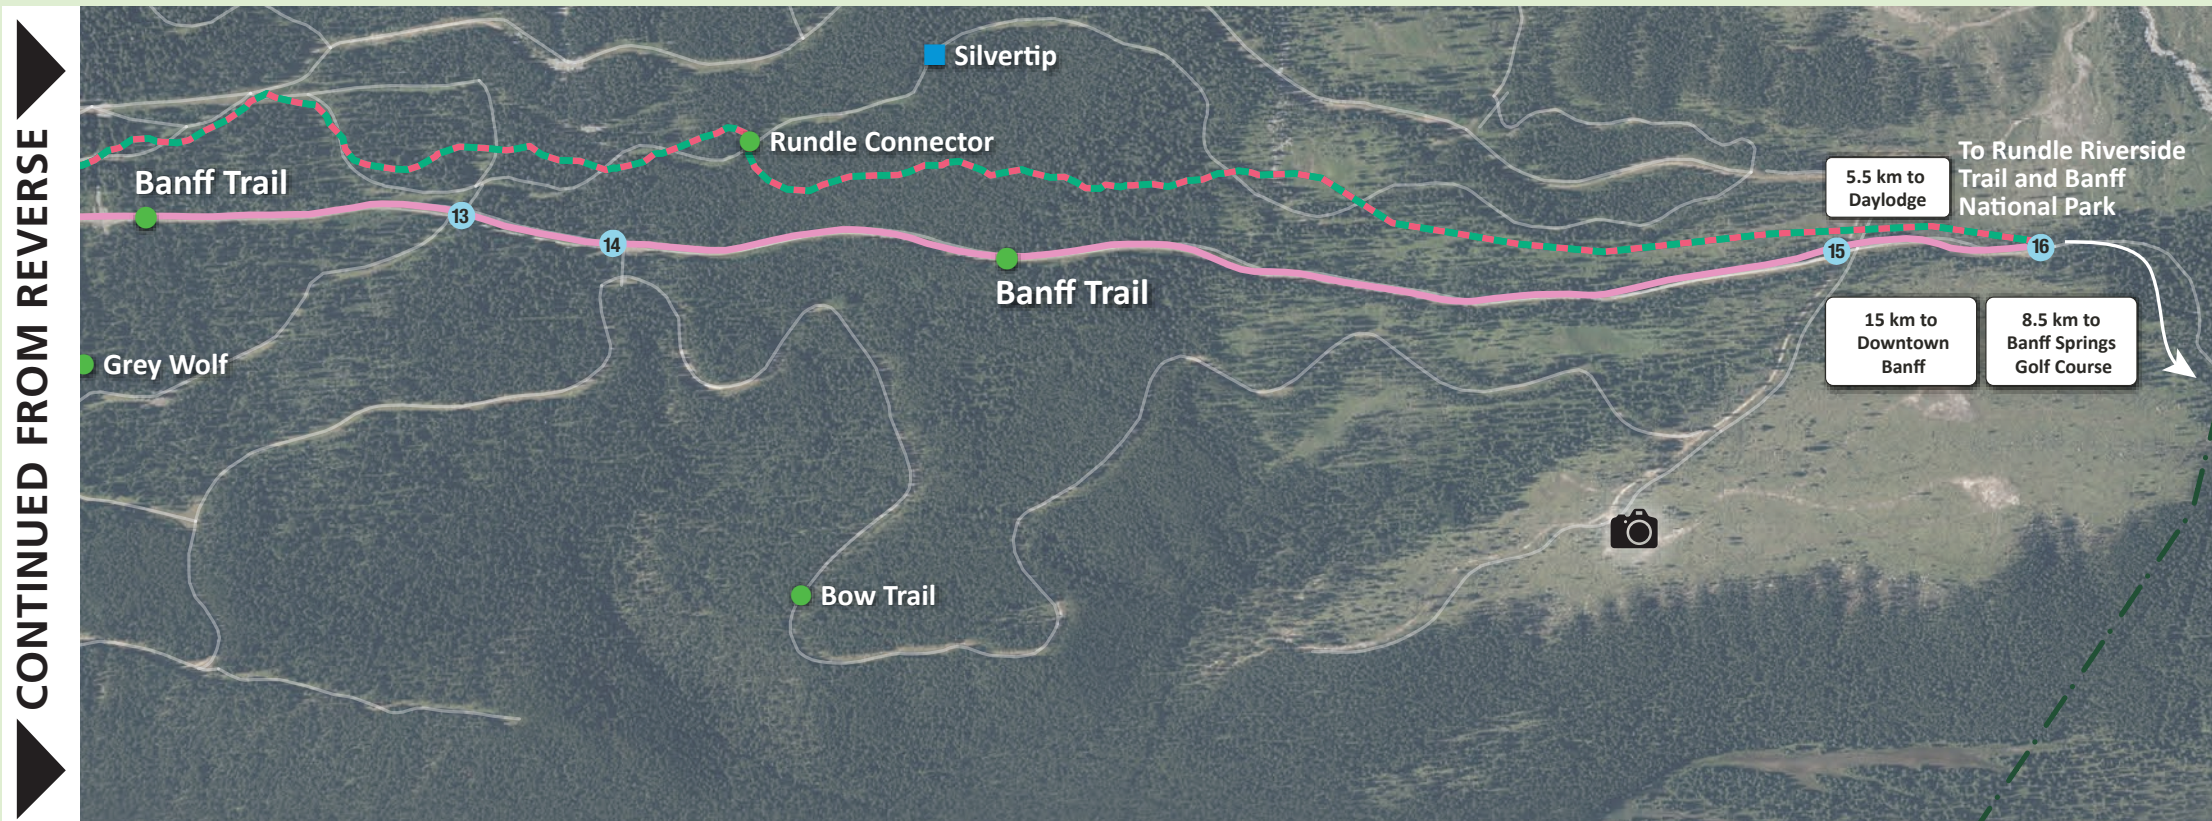 CONTINUED FROM REVERSE
Silvertip
Rundle Connector
Banff Trail
13
14
Banff Trail
Grey Wolf
Bow Trail
5.5 km to
Daylodge
To Rundle Riverside
Trail and Banff
National Park
15
16
15 km to
Downtown
Banff
8.5 km to
Banff Springs
Golf Course